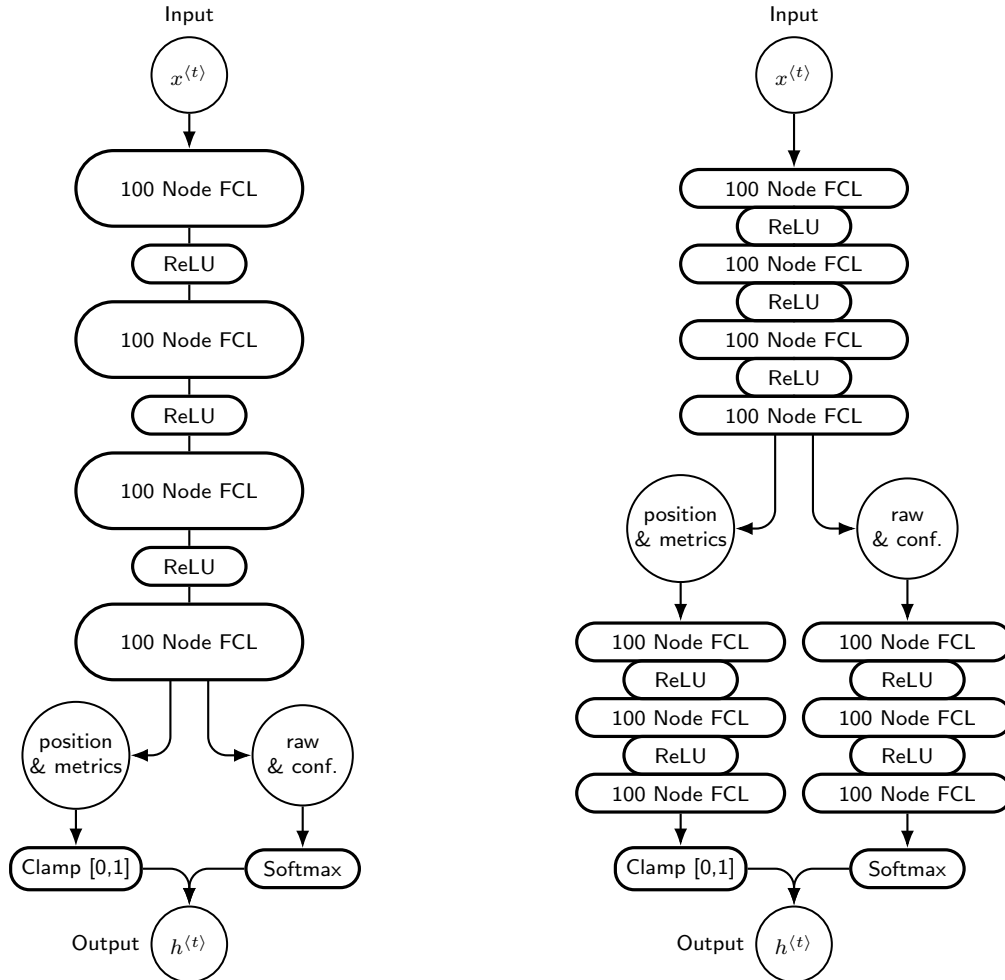 Input
x⟨t⟩
100 Node FCL
ReLU
100 Node FCL
ReLU
100 Node FCL
ReLU
100 Node FCL
position
& metrics
raw
& conf.
Clamp [0,1]
Softmax
Output
h⟨t⟩
Input
x⟨t⟩
100 Node FCL
ReLU
100 Node FCL
ReLU
100 Node FCL
ReLU
100 Node FCL
position
& metrics
raw
& conf.
100 Node FCL
100 Node FCL
ReLU
ReLU
100 Node FCL
100 Node FCL
ReLU
ReLU
100 Node FCL
100 Node FCL
Clamp [0,1]
Softmax
Output
h⟨t⟩